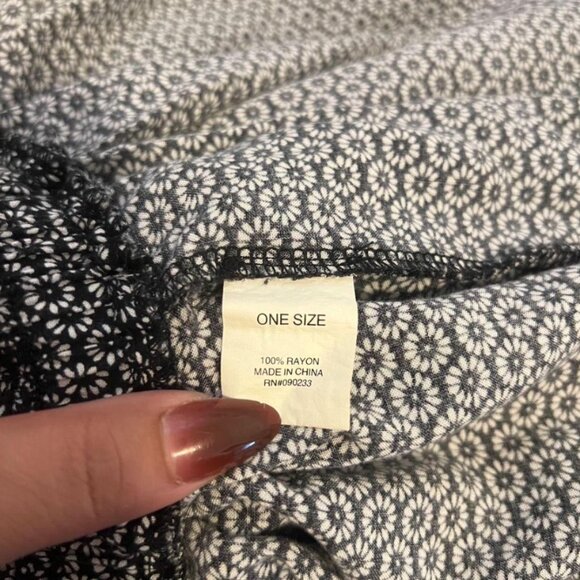 ONE SIZE
100% RAYON
MADE IN CHINA
RN#090233